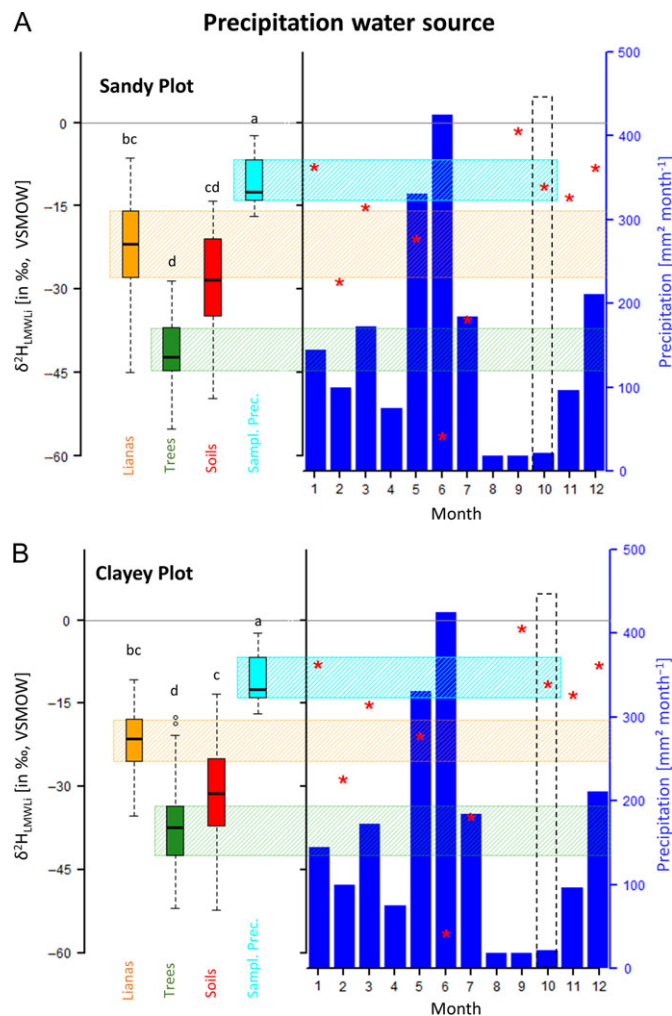 A
Precipitation water source
Sandy Plot
δ²H_LMWLi [in ‰, VSMOW]
0
−15
−30
−45
−60
bc
d
cd
a
Lianas
Trees
Soils
Sampl. Prec.
500
400
300
200
100
0
Precipitation [mm² month⁻¹]
1 2 3 4 5 6 7 8 9 10 11 12
Month
B
Clayey Plot
δ²H_LMWLi [in ‰, VSMOW]
0
−15
−30
−45
−60
bc
d
c
a
Lianas
Trees
Soils
Sampl. Prec.
500
400
300
200
100
0
Precipitation [mm² month⁻¹]
1 2 3 4 5 6 7 8 9 10 11 12
Month